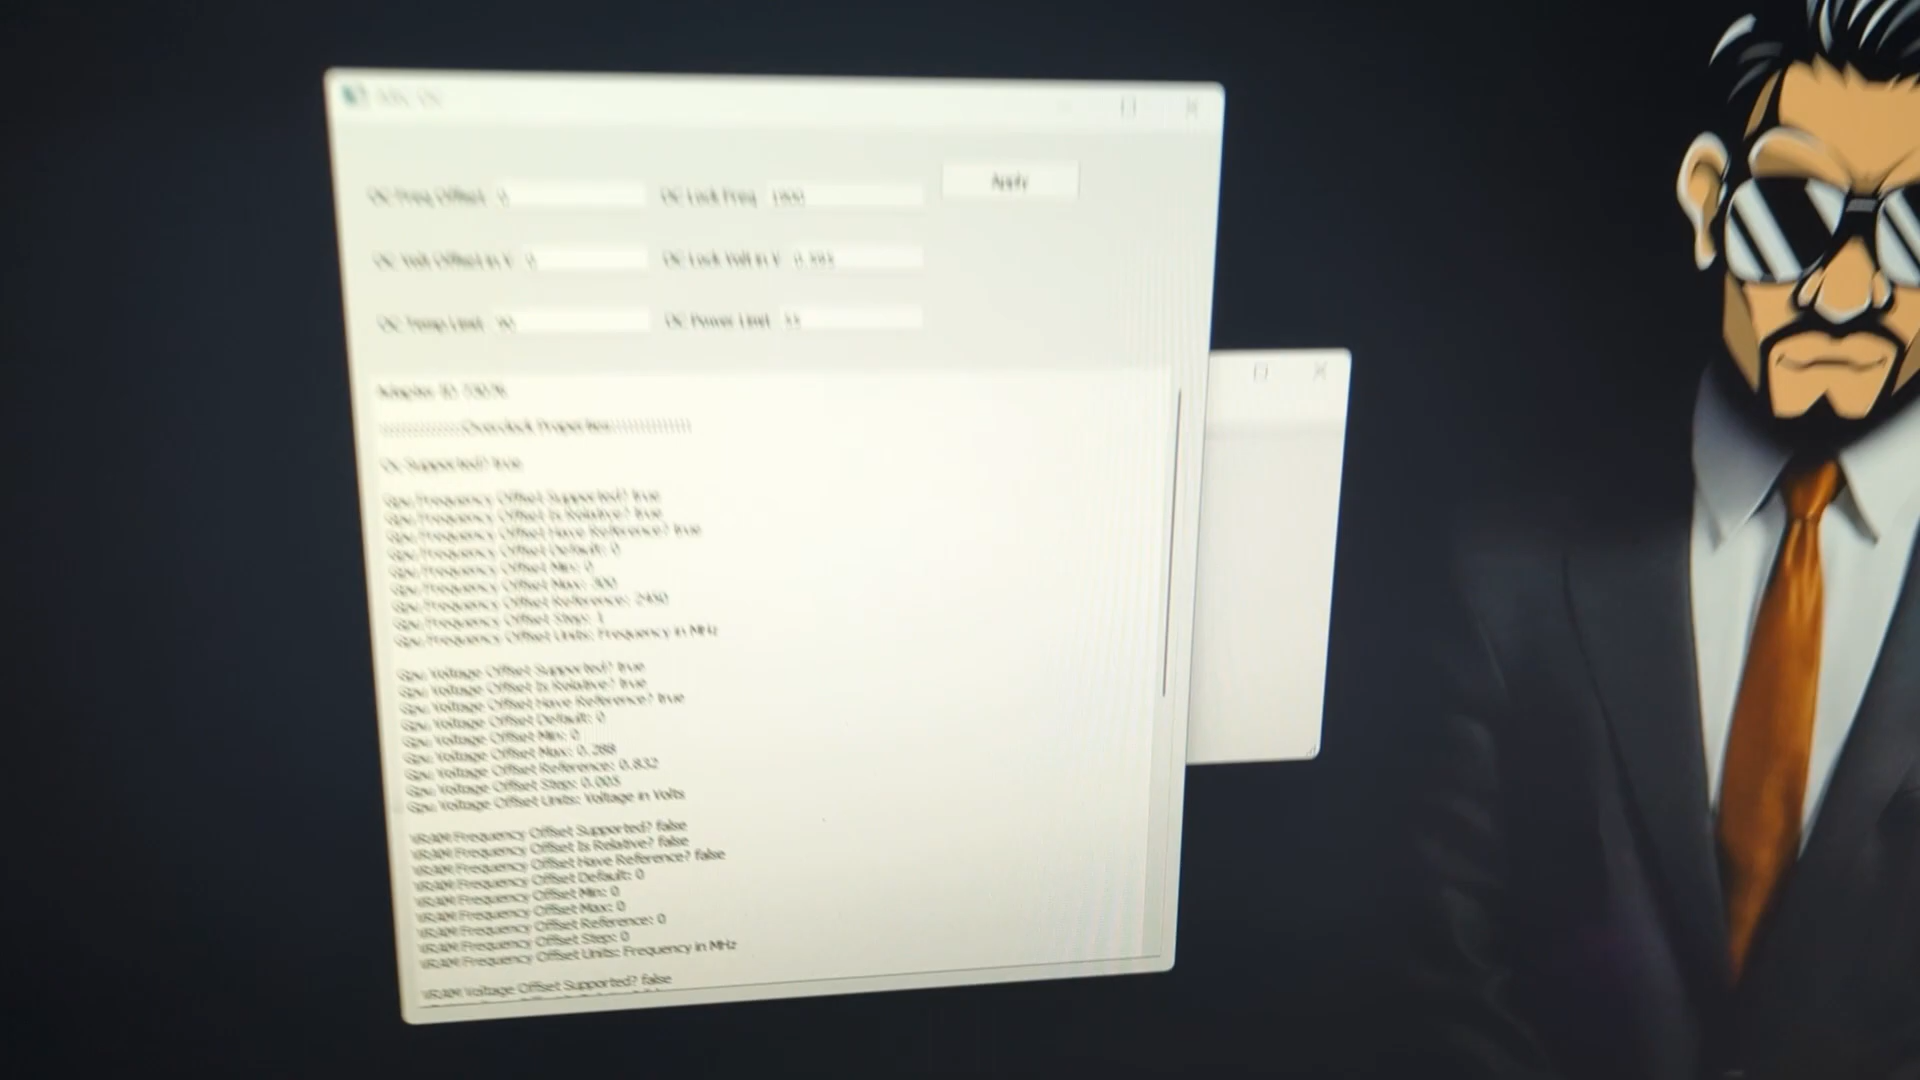 OC Freq Offset 0 OC Lock Freq 1800 Apply
OC Volt Offset in V 0 OC Lock Volt in V
OC Temp Limit 90 OC Power Limit
Adapter ID
Overclock Properties
Oc Supported? true
Gpu Frequency Offset Supported? true
Gpu Frequency Offset Is Relative? true
Gpu Frequency Offset Have Reference? true
Gpu Frequency Offset Default: 0
Gpu Frequency Offset Min: 0
Gpu Frequency Offset Max: 300
Gpu Frequency Offset Reference: 2450
Gpu Frequency Offset Step: 1
Gpu Frequency Offset Units: Frequency in MHz
Gpu Voltage Offset Supported? true
Gpu Voltage Offset Is Relative? true
Gpu Voltage Offset Have Reference? true
Gpu Voltage Offset Default: 0
Gpu Voltage Offset Min: 0
Gpu Voltage Offset Max: 0.288
Gpu Voltage Offset Reference: 0.832
Gpu Voltage Offset Step: 0.005
Gpu Voltage Offset Units: Voltage in Volts
VRAM Frequency Offset Supported? false
VRAM Frequency Offset Is Relative? false
VRAM Frequency Offset Have Reference? false
VRAM Frequency Offset Default: 0
VRAM Frequency Offset Min: 0
VRAM Frequency Offset Max: 0
VRAM Frequency Offset Reference: 0
VRAM Frequency Offset Step: 0
VRAM Frequency Offset Units: Frequency in MHz
VRAM Voltage Offset Supported? false